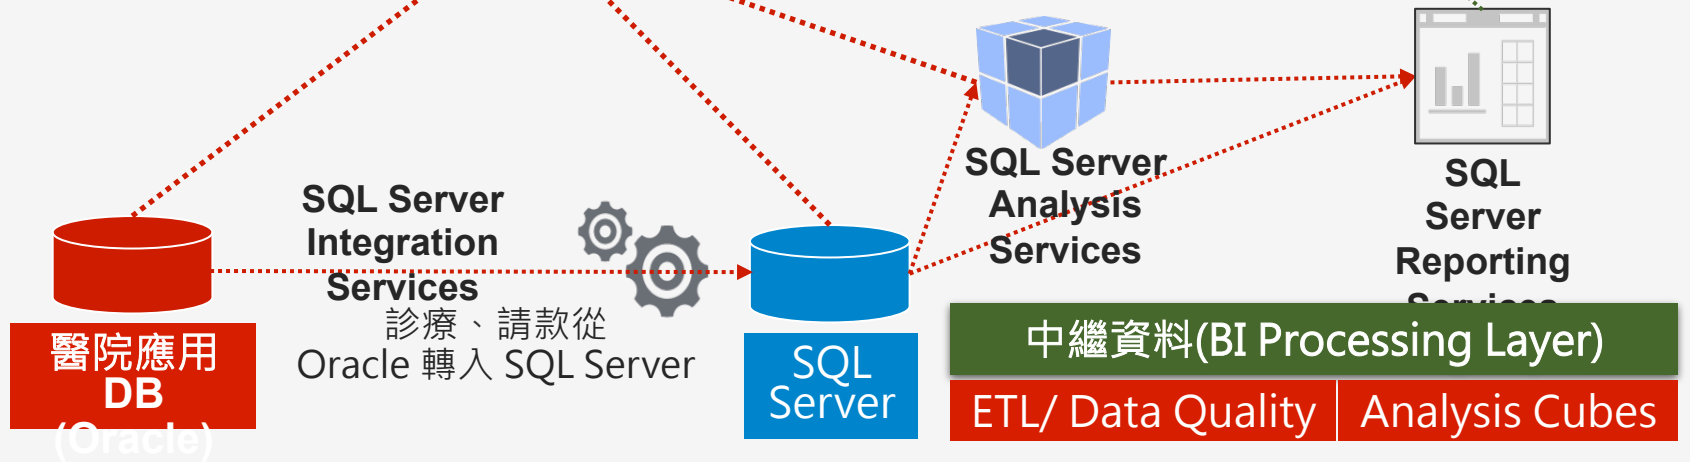 SQL Server
Integration
Services
診療、請款從
Oracle 轉入 SQL Server
醫院應用
DB
(Oracle)
SQL
Server
SQL Server
Analysis
Services
SQL
Server
Reporting
Services
中繼資料(BI Processing Layer)
ETL/ Data Quality
Analysis Cubes